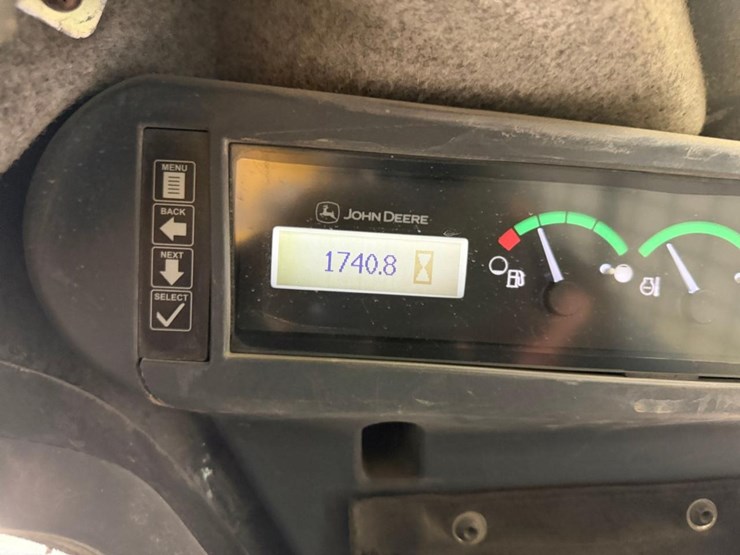 MENU
BACK
NEXT
SELECT
JOHN DEERE
1740.8